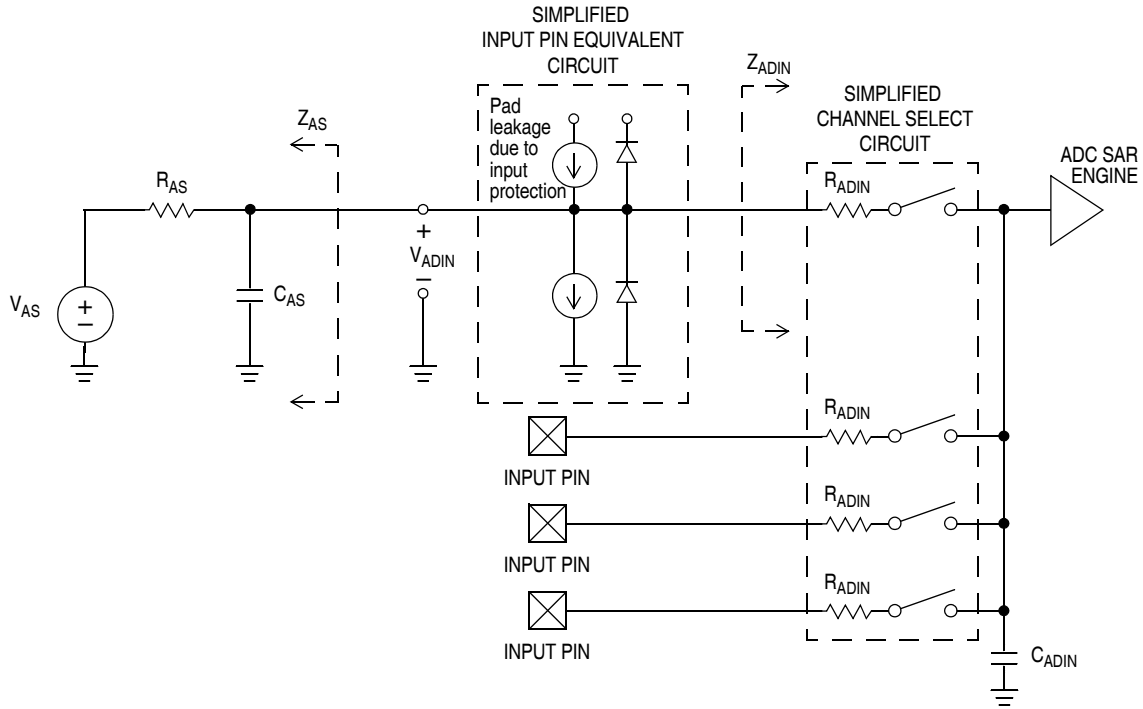 SIMPLIFIED
INPUT PIN EQUIVALENT
CIRCUIT
Pad
leakage
due to
input
protection
Z_AS
R_AS
V_AS
+
–
C_AS
+
V_ADIN
–
Z_ADIN
SIMPLIFIED
CHANNEL SELECT
CIRCUIT
R_ADIN
ADC SAR
ENGINE
R_ADIN
INPUT PIN
R_ADIN
INPUT PIN
R_ADIN
INPUT PIN
C_ADIN